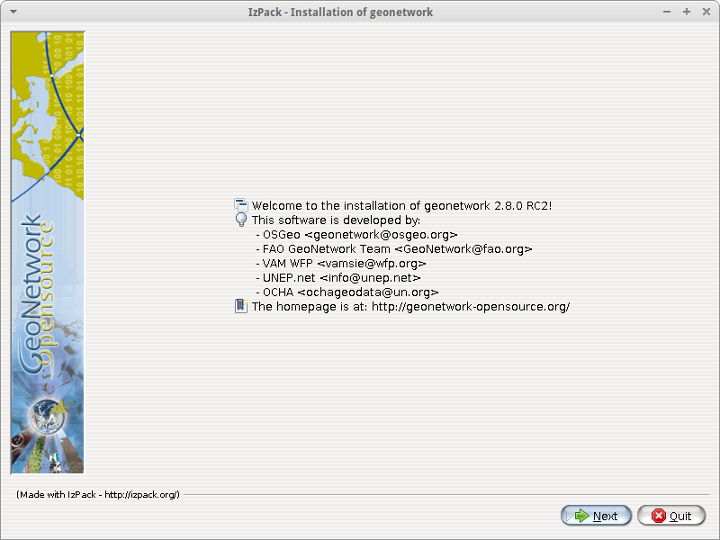 IzPack - Installation of geonetwork
GeoNetwork
Opensource
Welcome to the installation of geonetwork 2.8.0 RC2!
This software is developed by:
- OSGeo <geonetwork@osgeo.org>
- FAO GeoNetwork Team <GeoNetwork@fao.org>
- VAM WFP <vamsie@wfp.org>
- UNEP.net <info@unep.net>
- OCHA <ochageodata@un.org>
The homepage is at: http://geonetwork-opensource.org/
(Made with IzPack - http://izpack.org/)
Next
Quit